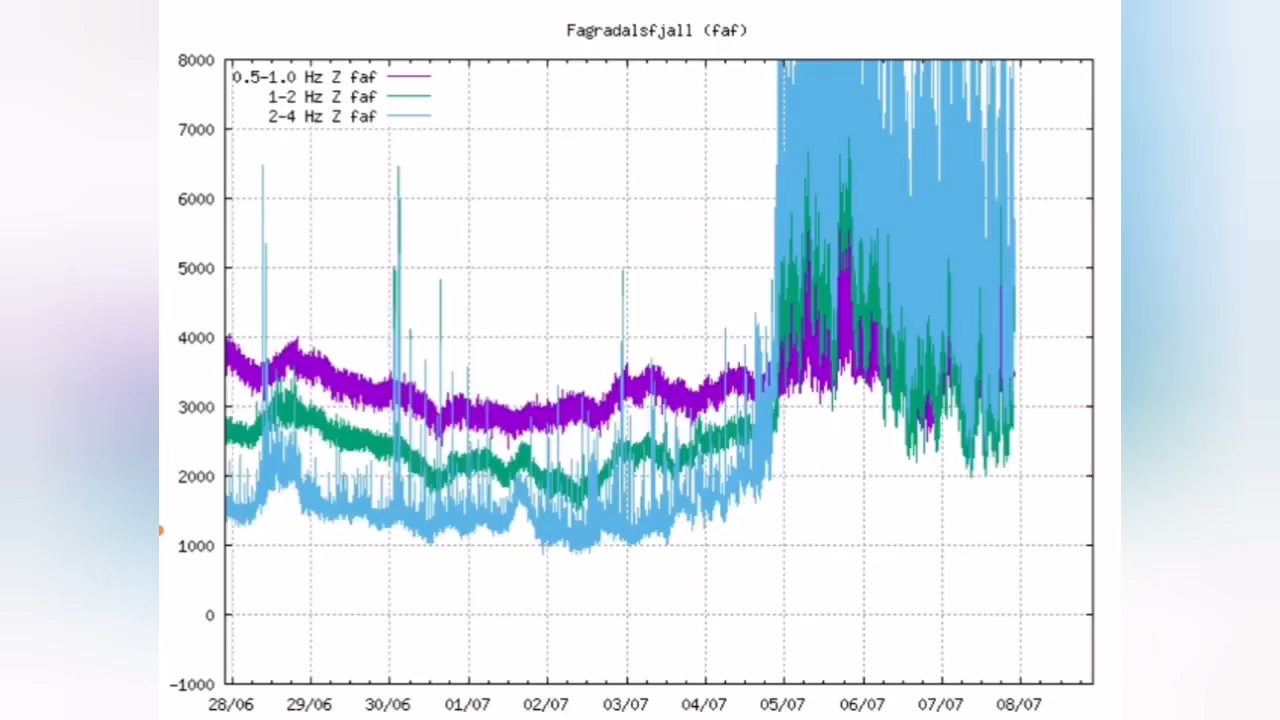 Fagradalsfjall (faf)
8000
0.5-1.0 Hz Z faf
1-2 Hz Z faf
2-4 Hz Z faf
7000
6000
5000
4000
3000
2000
1000
0
-1000
28/06 29/06 30/06 01/07 02/07 03/07 04/07 05/07 06/07 07/07 08/07